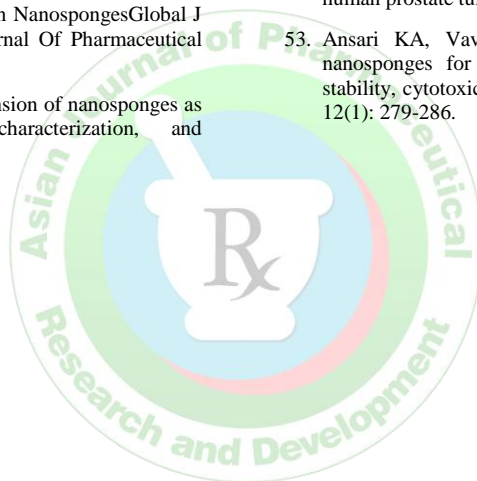 n NanospongesGlobal J
rnal Of Pharmaceutical
nsion of nanosponges as
characterization, and
human prostate tu
53. Ansari KA, Vav
nanosponges for
stability, cytotoxic
12(1): 279-286.
Asian Journal of Pharmaceutical
Research and Development
Rx